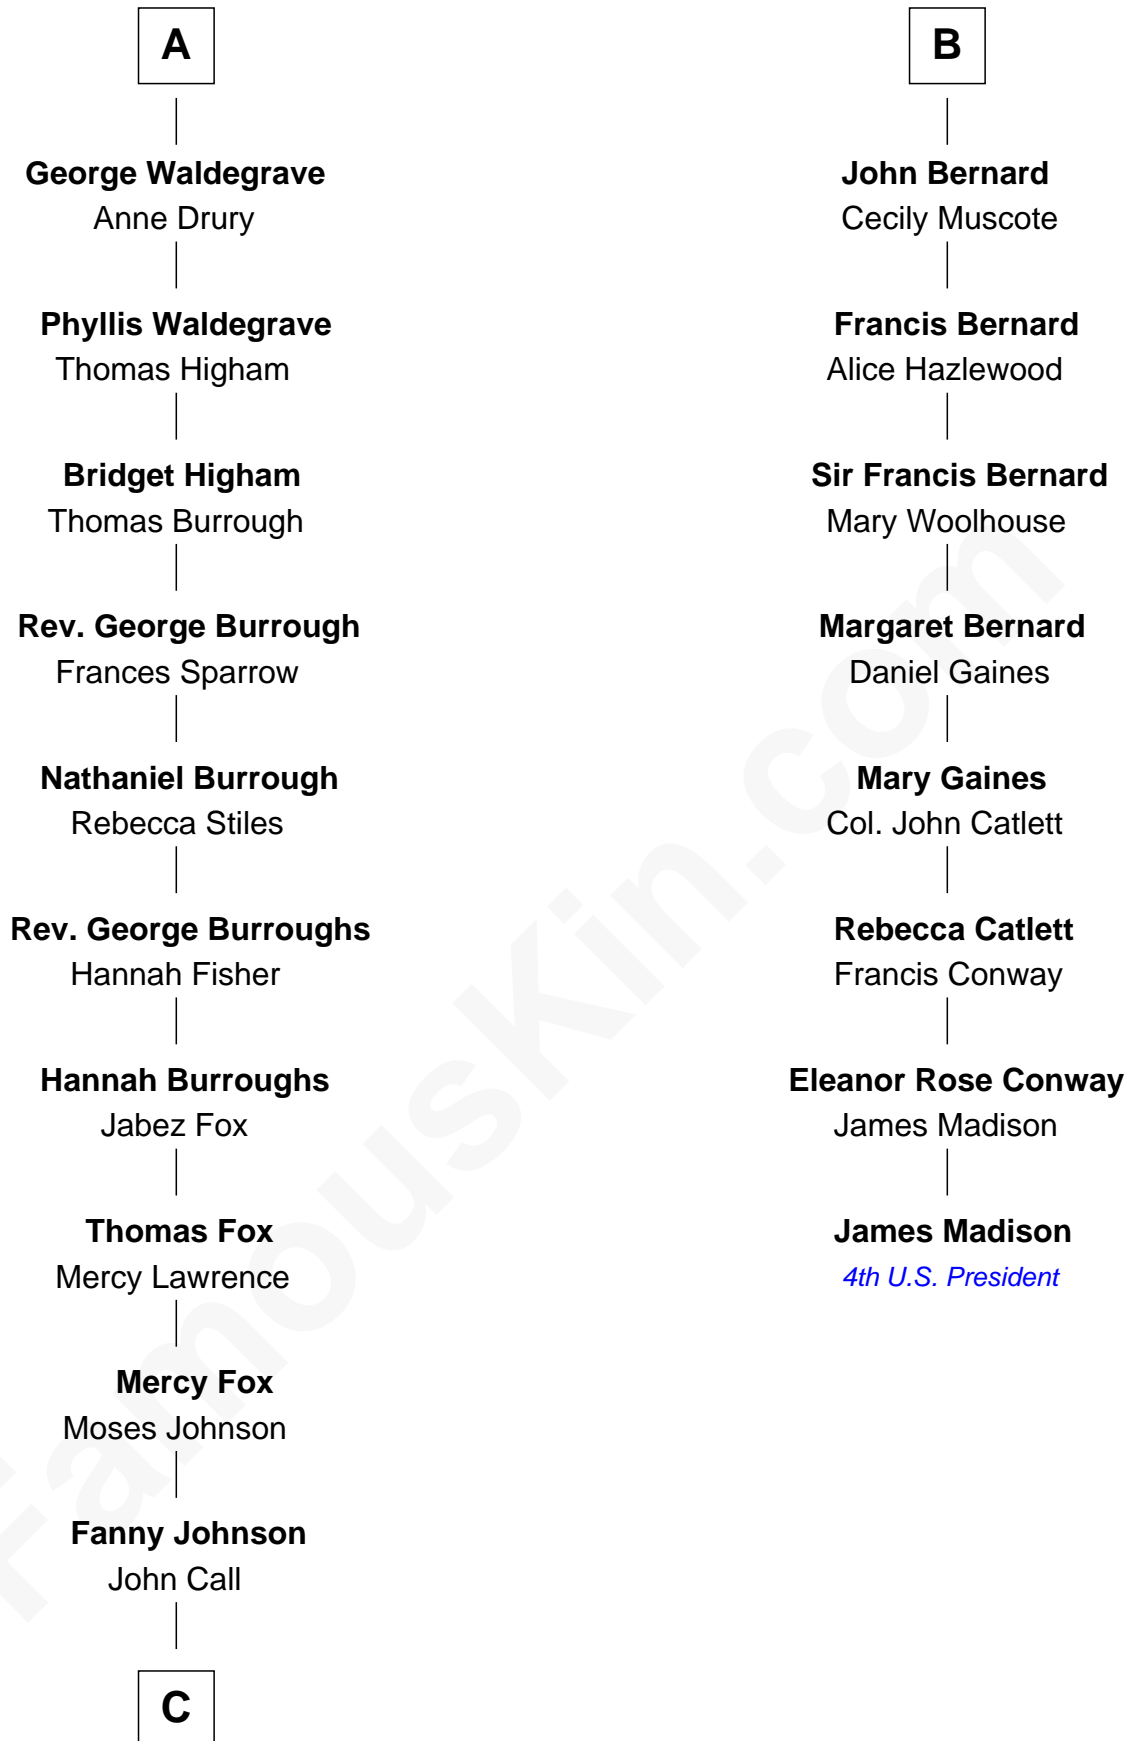 A
George Waldegrave
Anne Drury
Phyllis Waldegrave
Thomas Higham
Bridget Higham
Thomas Burrough
Rev. George Burrough
Frances Sparrow
Nathaniel Burrough
Rebecca Stiles
Rev. George Burroughs
Hannah Fisher
Hannah Burroughs
Jabez Fox
Thomas Fox
Mercy Lawrence
Mercy Fox
Moses Johnson
Fanny Johnson
John Call
C
B
John Bernard
Cecily Muscote
Francis Bernard
Alice Hazlewood
Sir Francis Bernard
Mary Woolhouse
Margaret Bernard
Daniel Gaines
Mary Gaines
Col. John Catlett
Rebecca Catlett
Francis Conway
Eleanor Rose Conway
James Madison
James Madison
4th U.S. President
FamousKin.com